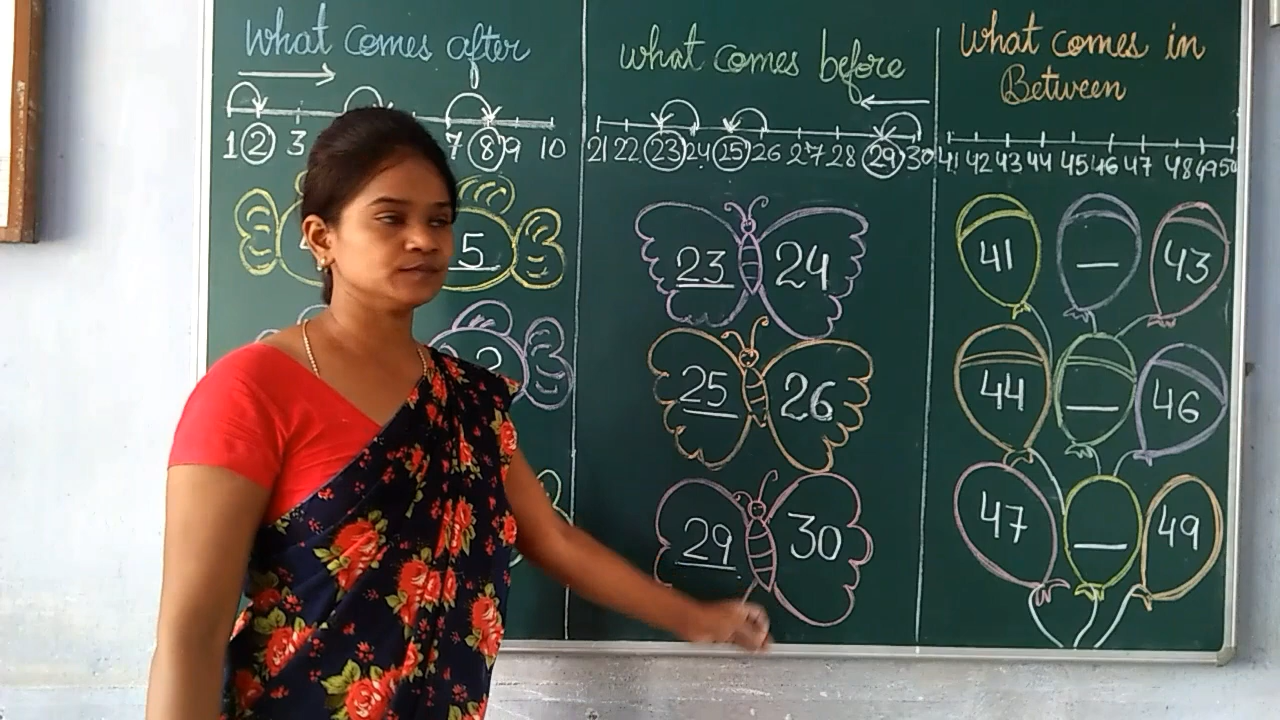 What comes after
1 2 3 7 8 9 10
5
2
What comes before
21 22 23 24 25 26 27 28 29 30
23 24
25 26
29 30
What comes in
Between
41 42 43 44 45 46 47 48 49 50
41 _ 43
44 _ 46
47 _ 49